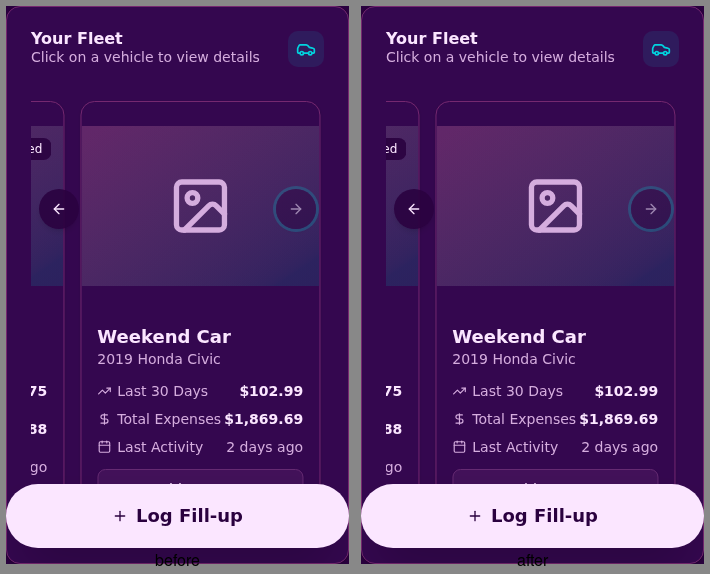 Your Fleet
Click on a vehicle to view details
ed
Weekend Car
2019 Honda Civic
75
Last 30 Days $102.99
88
Total Expenses $1,869.69
go
Last Activity 2 days ago
+ Log Fill-up
before
Your Fleet
Click on a vehicle to view details
ed
Weekend Car
2019 Honda Civic
75
Last 30 Days $102.99
88
Total Expenses $1,869.69
go
Last Activity 2 days ago
+ Log Fill-up
after